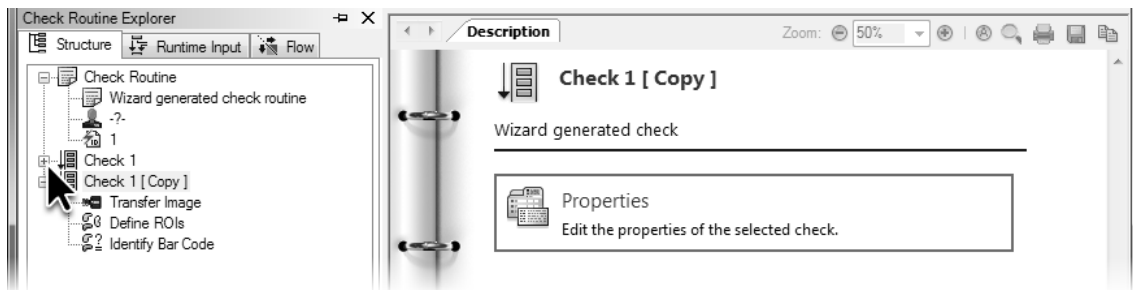 Check Routine Explorer
Structure
Runtime Input
Flow
Check Routine
Wizard generated check routine
-?-
1
Check 1
Check 1 [ Copy ]
Transfer Image
Define ROIs
Identify Bar Code
Description
Zoom: 50%
Check 1 [ Copy ]
Wizard generated check
Properties
Edit the properties of the selected check.